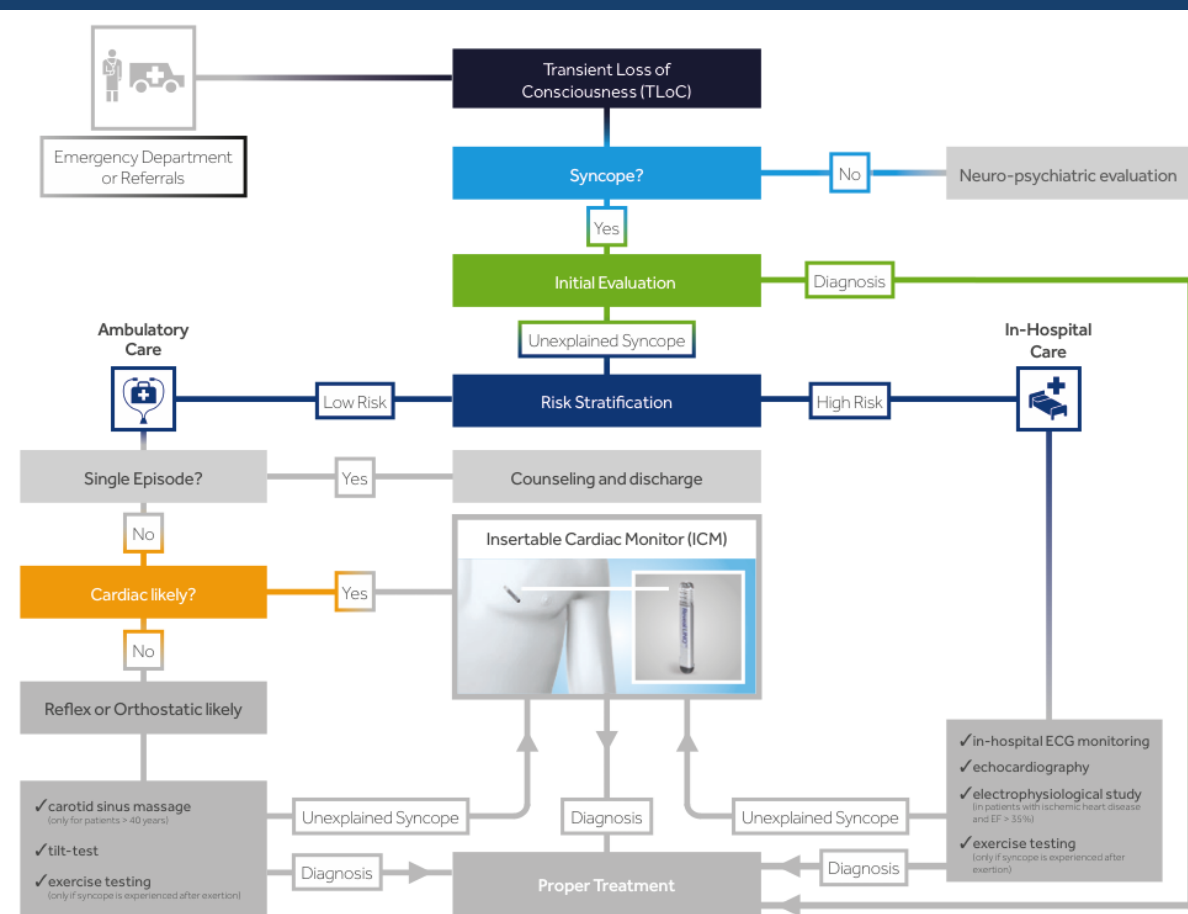 Transient Loss of
Consciousness (TLoC)
Emergency Department
or Referrals
Syncope?
No
Neuro-psychiatric evaluation
Yes
Initial Evaluation
Diagnosis
Unexplained Syncope
Ambulatory
Care
In-Hospital
Care
Low Risk
Risk Stratification
High Risk
Single Episode?
Yes
Counseling and discharge
No
Insertable Cardiac Monitor (ICM)
Cardiac likely?
Yes
No
Reflex or Orthostatic likely
✓in-hospital ECG monitoring
✓echocardiography
✓electrophysiological study
(in patients with ischemic heart disease
and EF > 35%)
✓exercise testing
(only if syncope is experienced after
exertion)
✓carotid sinus massage
(only for patients > 40 years)
✓tilt-test
✓exercise testing
(only if syncope is experienced after exertion)
Unexplained Syncope
Diagnosis
Unexplained Syncope
Diagnosis
Diagnosis
Proper Treatment